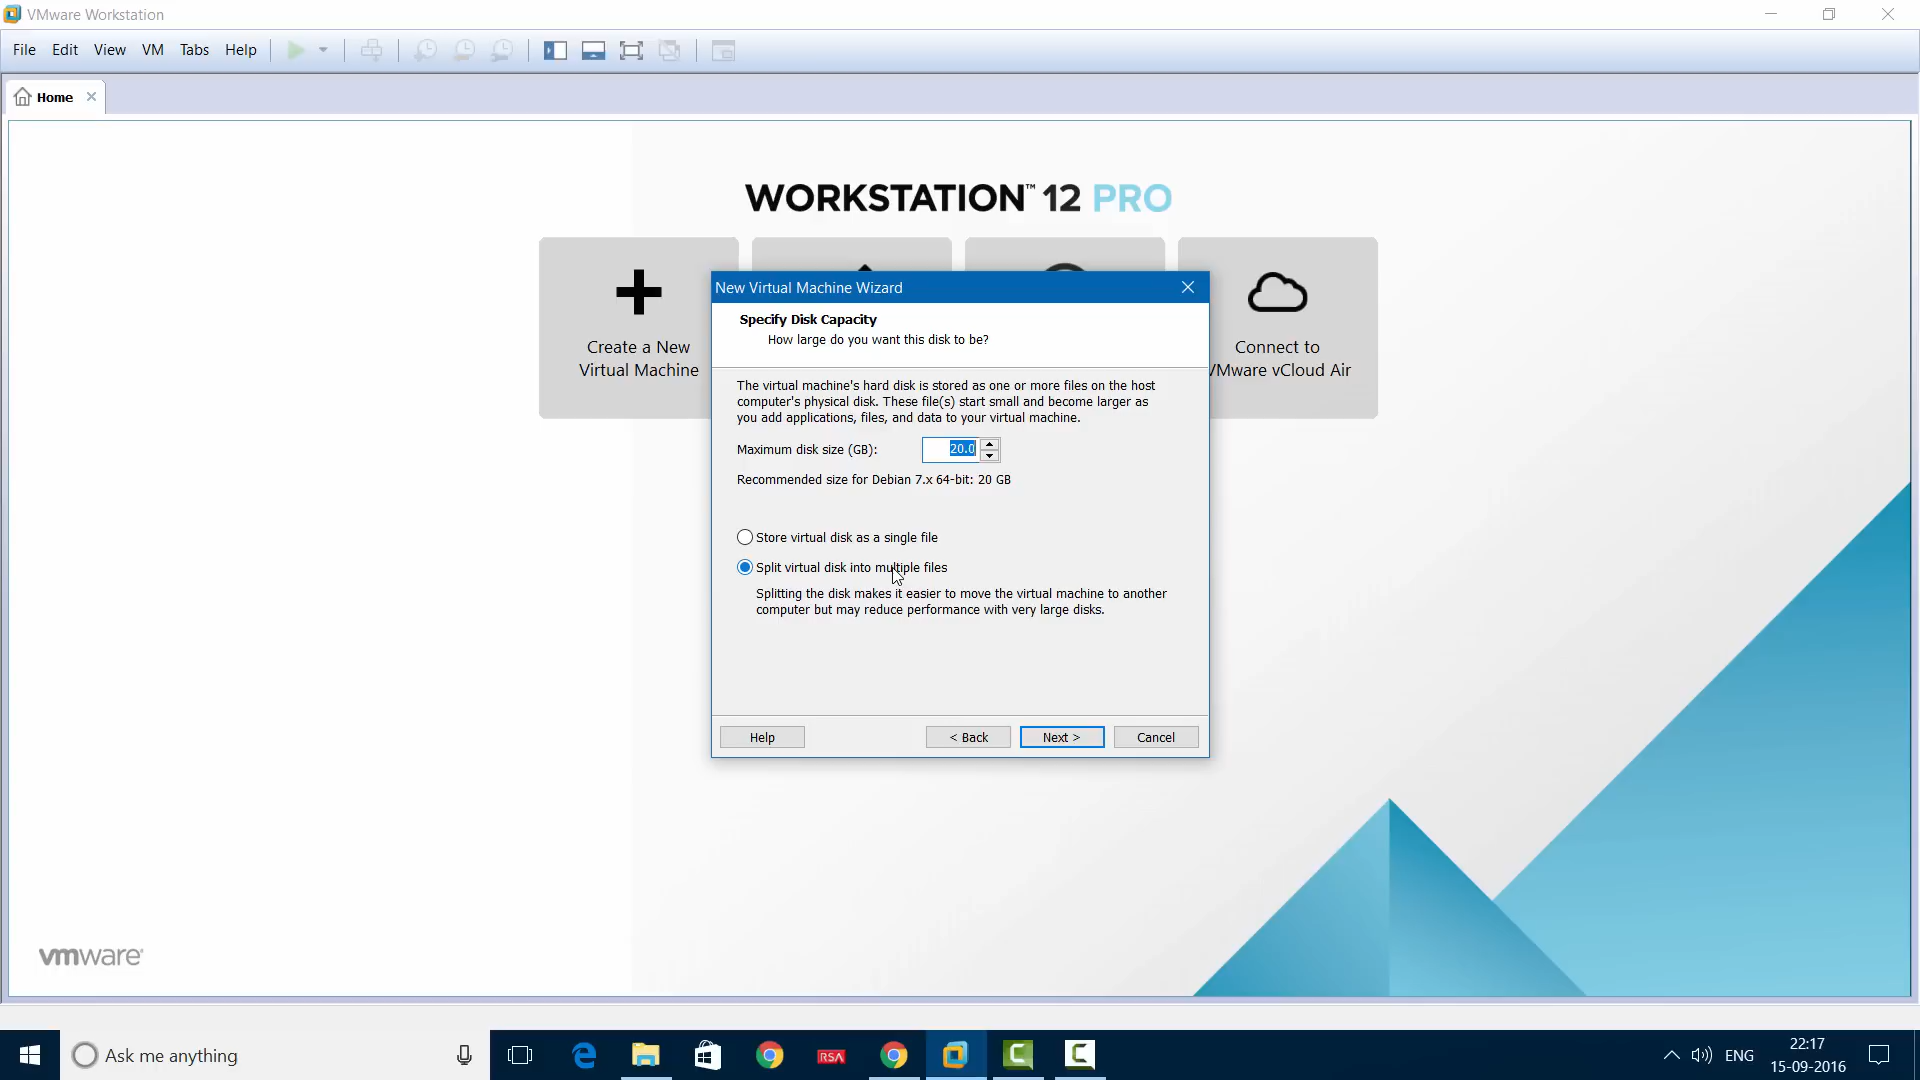 VMware Workstation
File Edit View VM Tabs Help
Home
WORKSTATION™ 12 PRO
Create a New
Virtual Machine
Connect to
VMware vCloud Air
New Virtual Machine Wizard
Specify Disk Capacity
How large do you want this disk to be?
The virtual machine's hard disk is stored as one or more files on the host
computer's physical disk. These file(s) start small and become larger as
you add applications, files, and data to your virtual machine.
Maximum disk size (GB): 20.0
Recommended size for Debian 7.x 64-bit: 20 GB
Store virtual disk as a single file
Split virtual disk into multiple files
Splitting the disk makes it easier to move the virtual machine to another
computer but may reduce performance with very large disks.
Help < Back Next > Cancel
vmware®
Ask me anything
RSA
ENG
22:17
15-09-2016